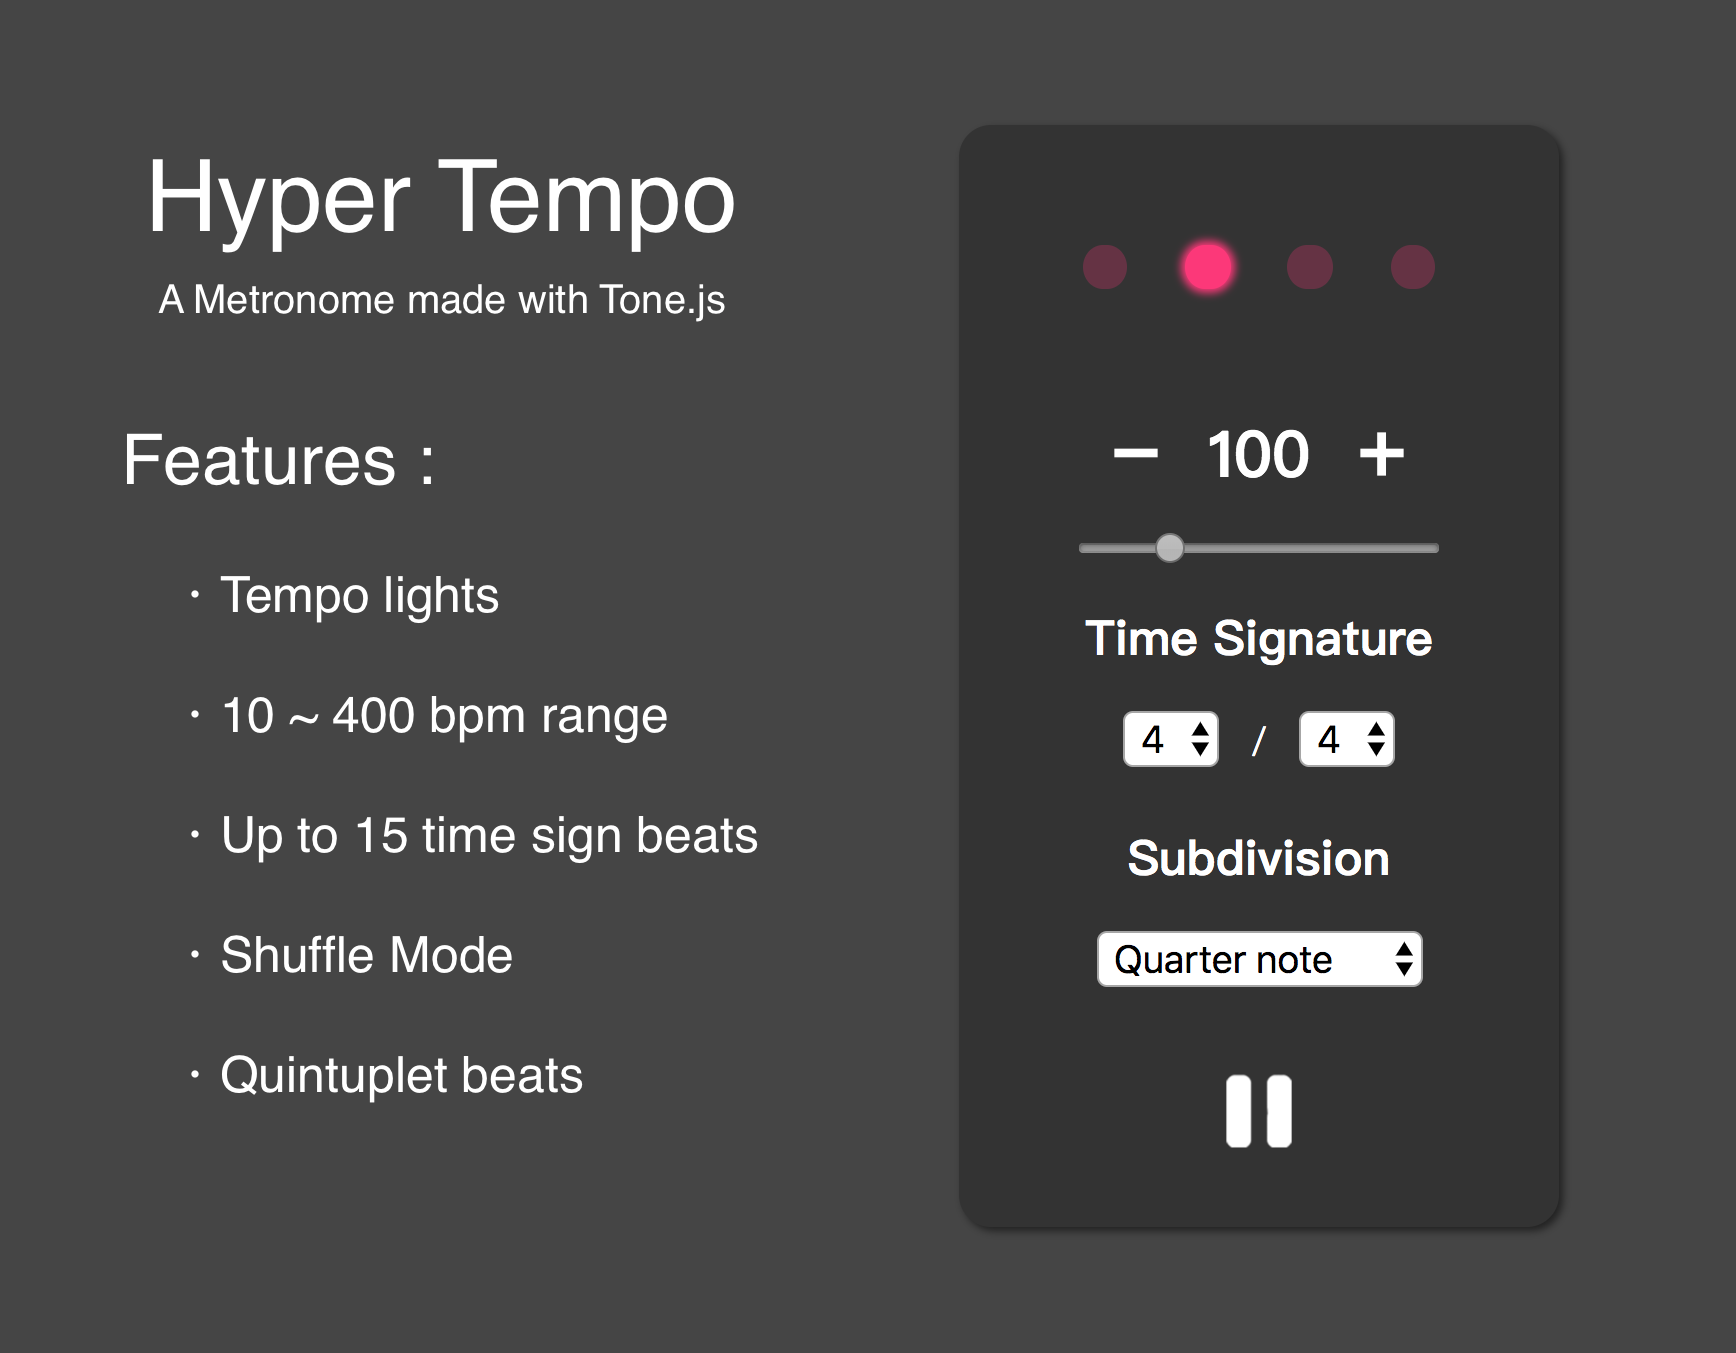 Hyper Tempo
A Metronome made with Tone.js
Features :
· Tempo lights
· 10 ~ 400 bpm range
· Up to 15 time sign beats
· Shuffle Mode
· Quintuplet beats
− 100 +
Time Signature
4 / 4
Subdivision
Quarter note